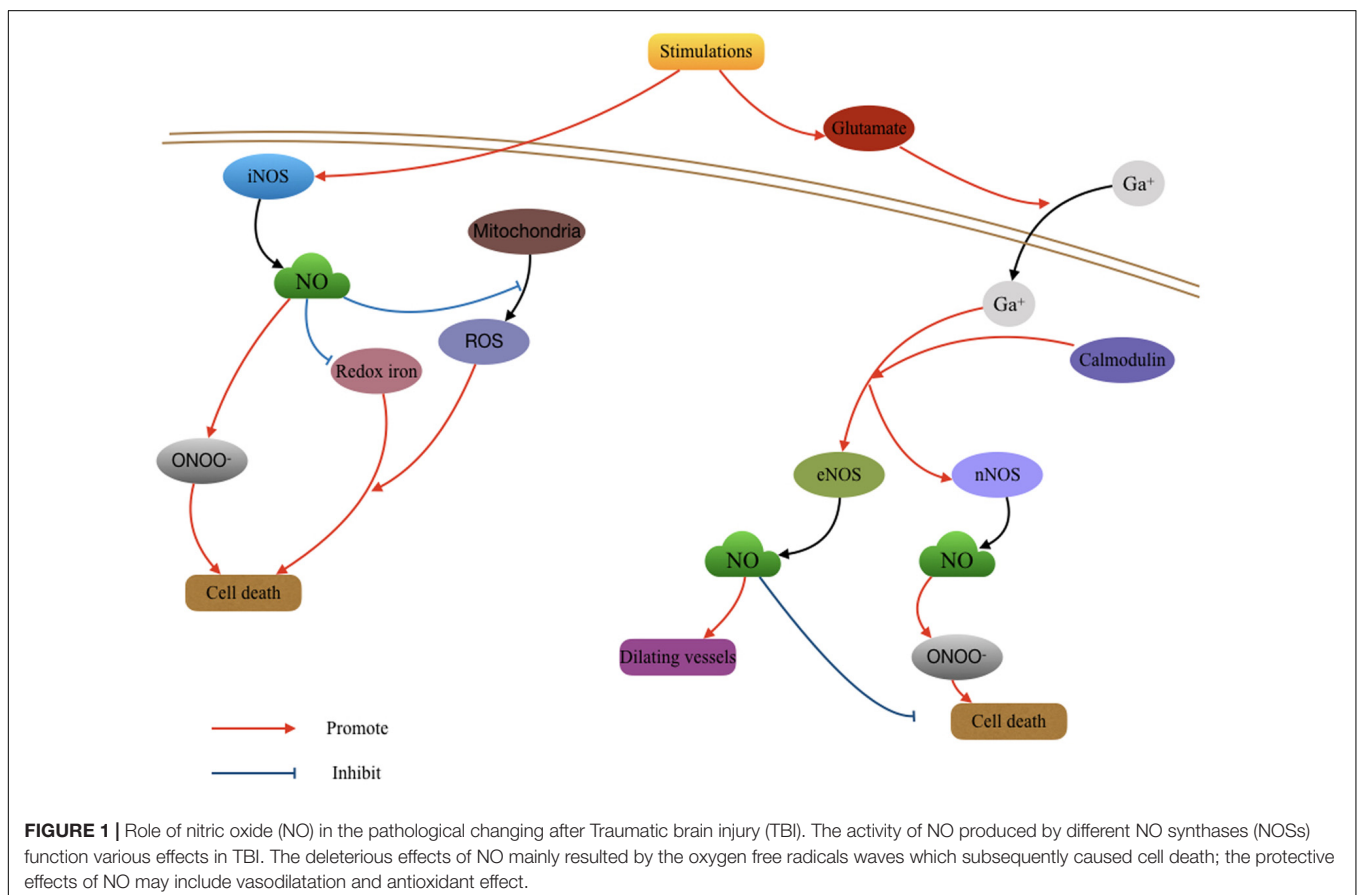 Stimulations
Glutamate
iNOS
Ga⁺
Mitochondria
NO
Ga⁺
ROS
Redox iron
Calmodulin
ONOO⁻
eNOS
nNOS
NO
NO
Cell death
Dilating vessels
ONOO⁻
Cell death
Promote
Inhibit
FIGURE 1 | Role of nitric oxide (NO) in the pathological changing after Traumatic brain injury (TBI). The activity of NO produced by different NO synthases (NOSs)
function various effects in TBI. The deleterious effects of NO mainly resulted by the oxygen free radicals waves which subsequently caused cell death; the protective
effects of NO may include vasodilatation and antioxidant effect.